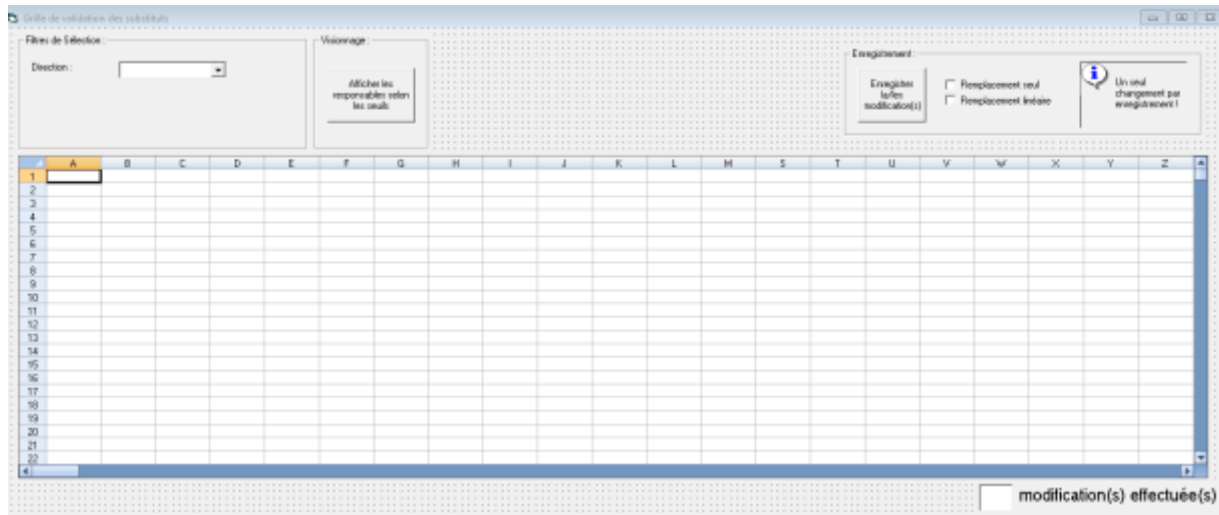 Grille de validation des substituts
Filtres de Sélection :
Direction :
Visionnage :
Afficher les
responsables selon
les seuils
Enregistrement :
Enregistrer
la/les
modification(s)
Remplacement seul
Remplacement linéaire
Un seul
changement par
enregistrement !
A B C D E F G H I J K L M S T U V W X Y Z
1
2
3
4
5
6
7
8
9
10
11
12
13
14
15
16
17
18
19
20
21
22
modification(s) effectuée(s)